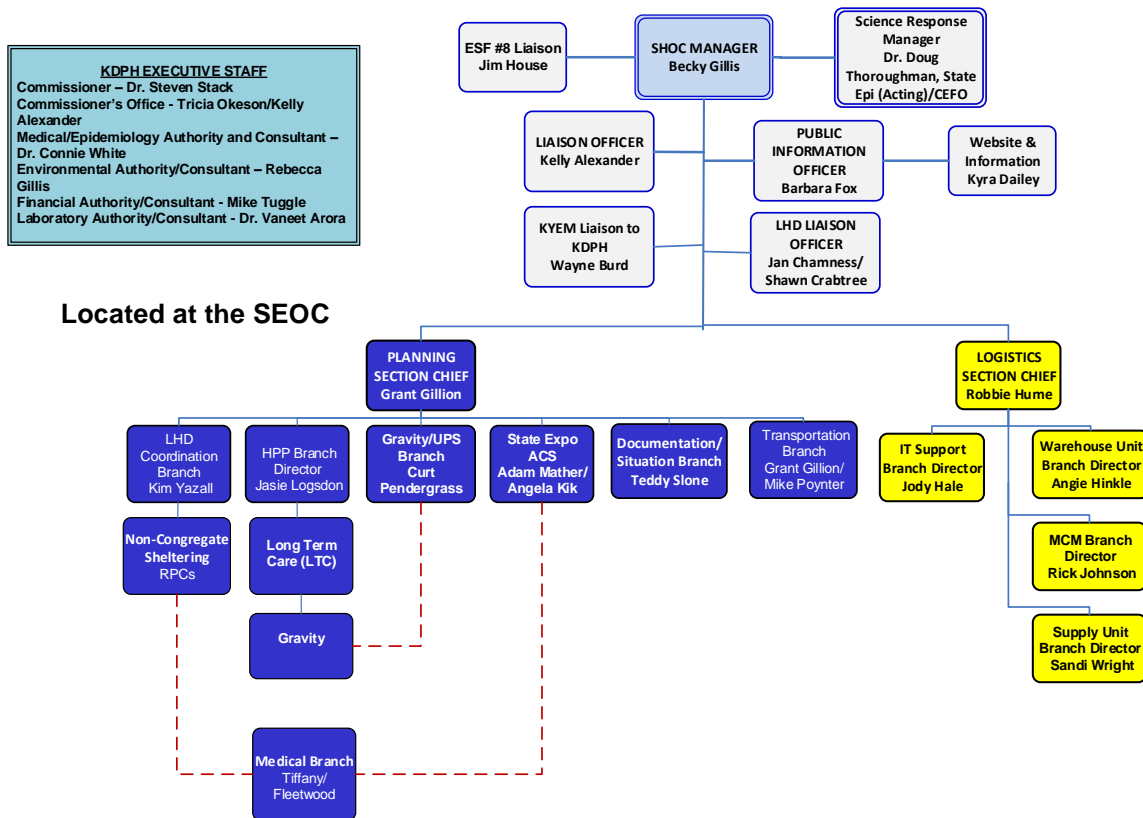 KDPH EXECUTIVE STAFF
Commissioner – Dr. Steven Stack
Commissioner's Office - Tricia Okeson/Kelly
Alexander
Medical/Epidemiology Authority and Consultant –
Dr. Connie White
Environmental Authority/Consultant – Rebecca
Gillis
Financial Authority/Consultant - Mike Tuggle
Laboratory Authority/Consultant - Dr. Vaneet Arora
ESF #8 Liaison
Jim House
SHOC MANAGER
Becky Gillis
Science Response
Manager
Dr. Doug
Thoroughman, State
Epi (Acting)/CEFO
LIAISON OFFICER
Kelly Alexander
PUBLIC
INFORMATION
OFFICER
Barbara Fox
Website &
Information
Kyra Dailey
KYEM Liaison to
KDPH
Wayne Burd
LHD LIAISON
OFFICER
Jan Chamness/
Shawn Crabtree
Located at the SEOC
PLANNING
SECTION CHIEF
Grant Gillion
LOGISTICS
SECTION CHIEF
Robbie Hume
LHD
Coordination
Branch
Kim Yazall
HPP Branch
Director
Jasie Logsdon
Gravity/UPS
Branch
Curt
Pendergrass
State Expo
ACS
Adam Mather/
Angela Kik
Documentation/
Situation Branch
Teddy Slone
Transportation
Branch
Grant Gillion/
Mike Poynter
IT Support
Branch Director
Jody Hale
Warehouse Unit
Branch Director
Angie Hinkle
Non-Congregate
Sheltering
RPCs
Long Term
Care (LTC)
MCM Branch
Director
Rick Johnson
Gravity
Supply Unit
Branch Director
Sandi Wright
Medical Branch
Tiffany/
Fleetwood